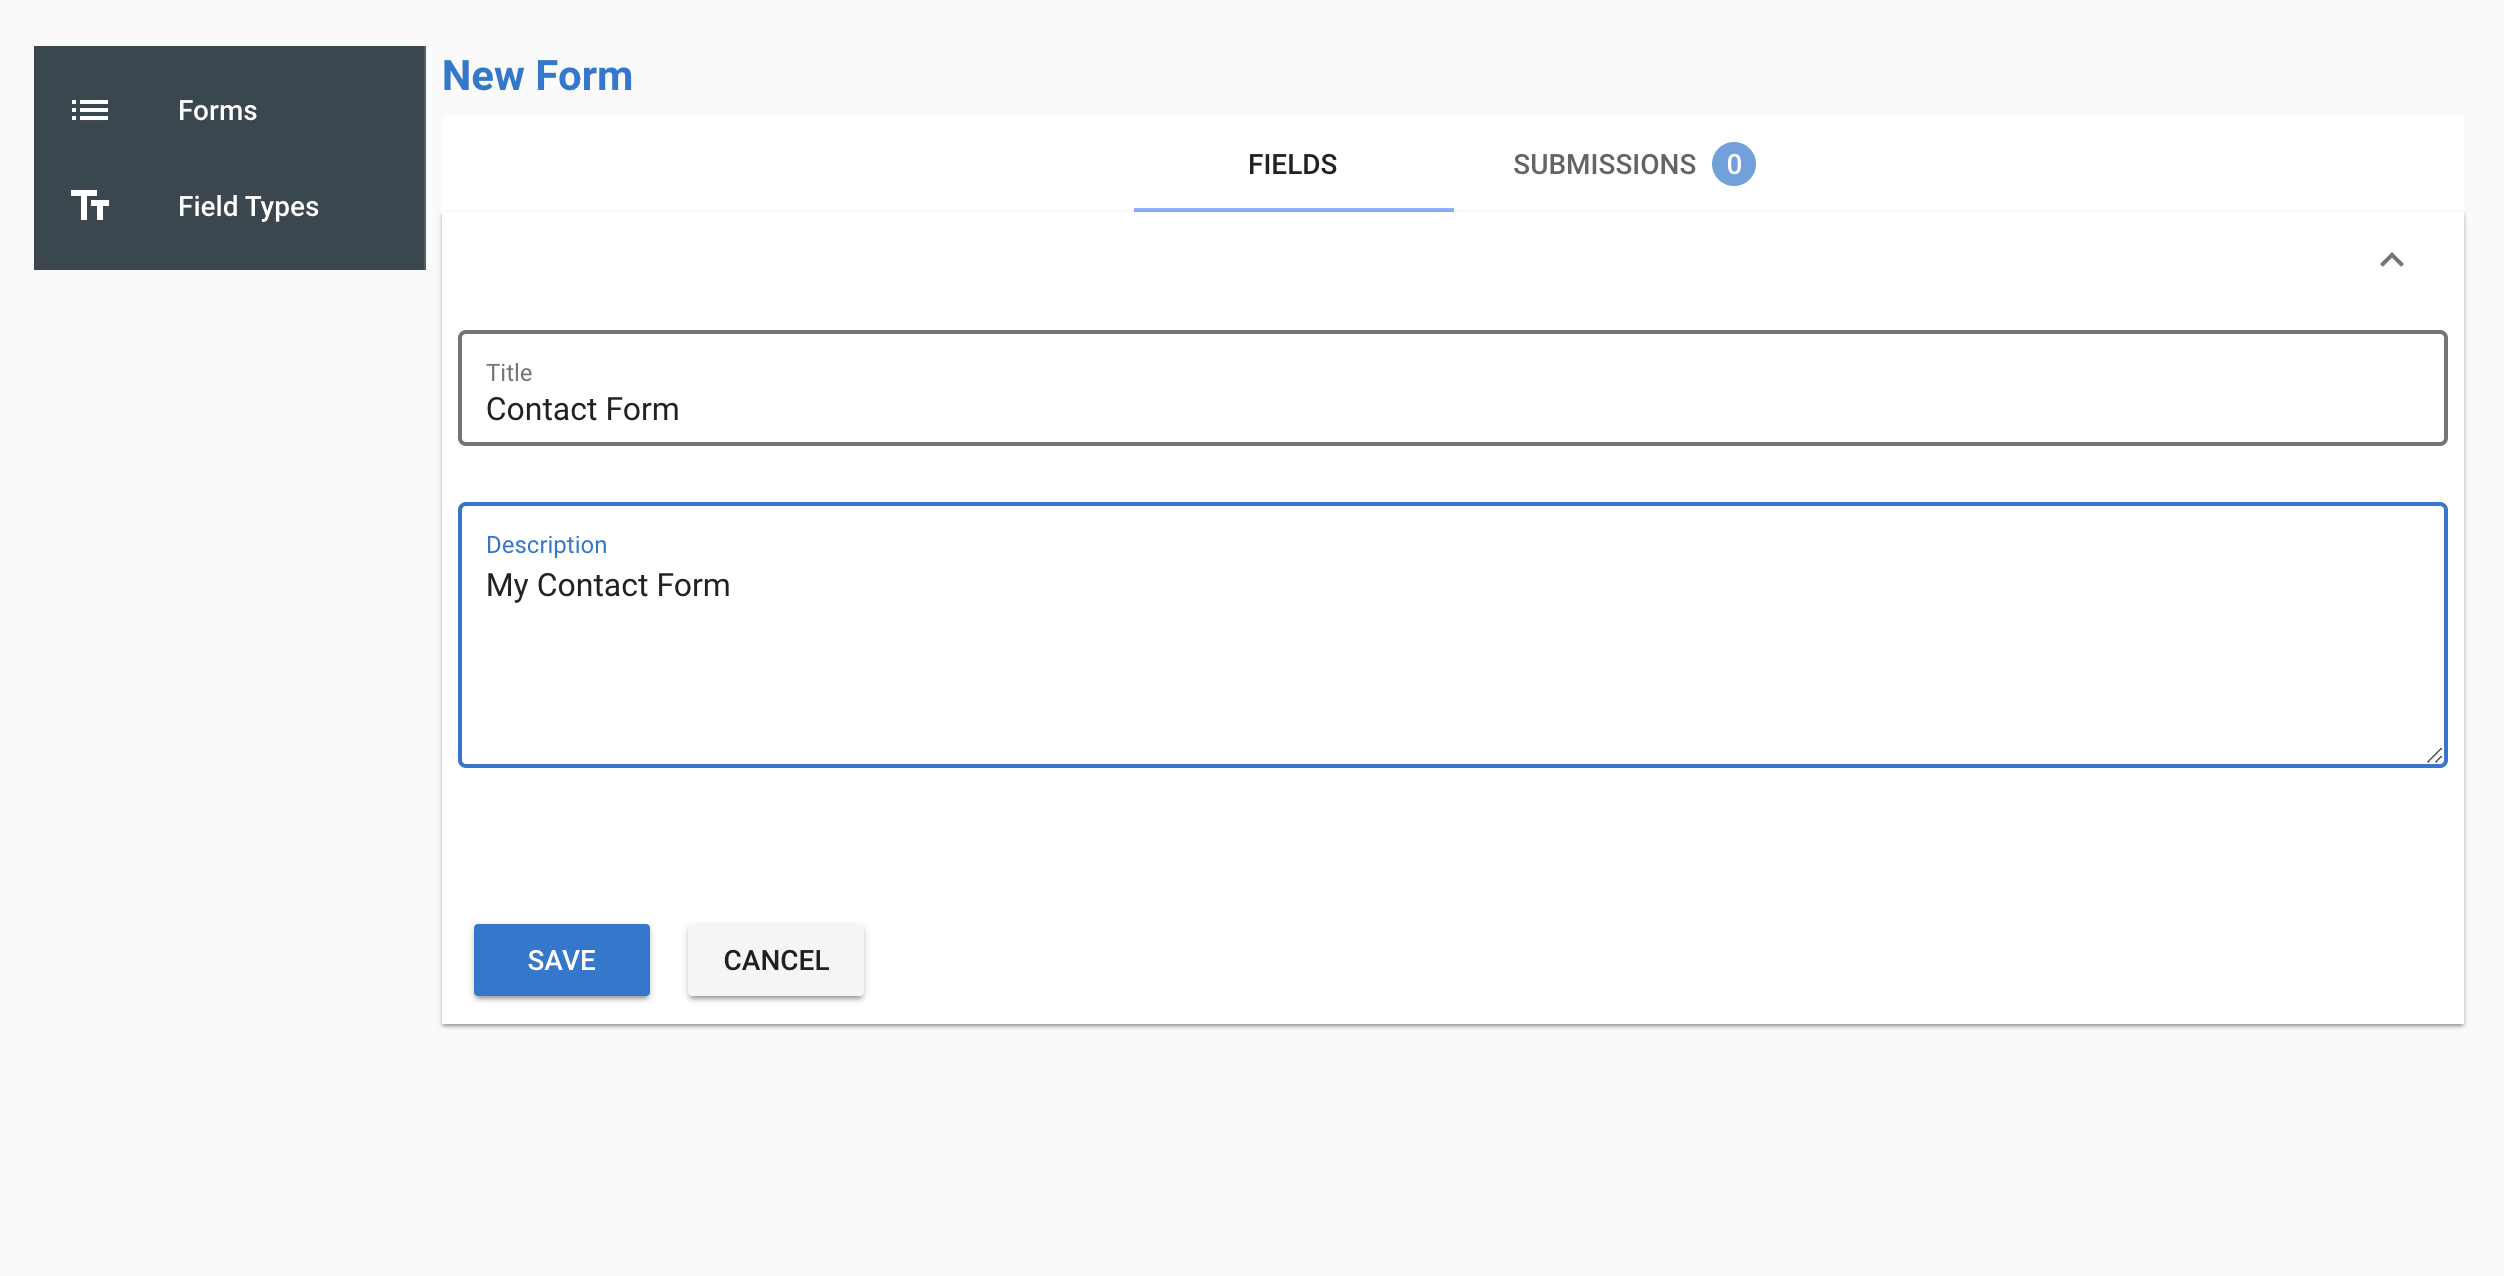 Forms
Field Types
New Form
FIELDS
SUBMISSIONS 0
Title
Contact Form
Description
My Contact Form
SAVE
CANCEL